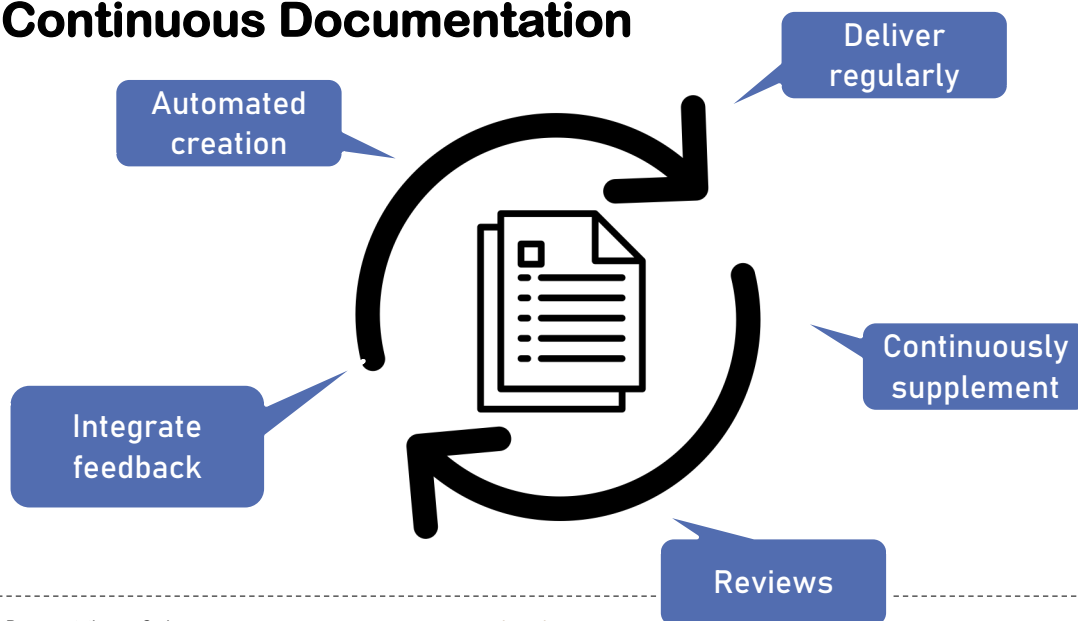 Continuous Documentation
Deliver
regularly
Automated
creation
Continuously
supplement
Integrate
feedback
Reviews